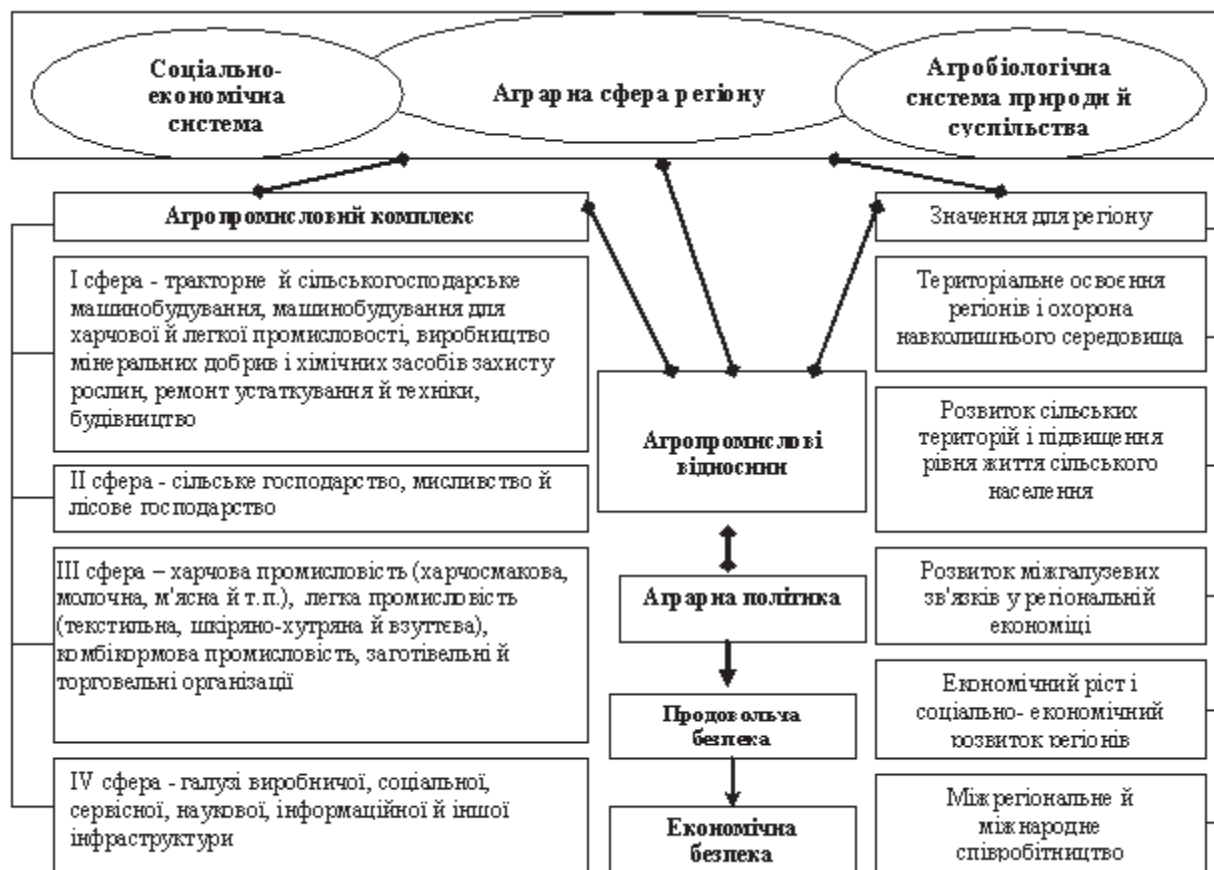 Соціально-
економічна
система
Аграрна сфера регіону
Агробіологічна
система природи й
суспільства
Агропромисловий комплекс
І сфера - тракторне й сільськогосподарське
машинобудування, машинобудування для
харчової й легкої промисловості, виробництво
мінеральних добрив і хімічних засобів захисту
рослин, ремонт устаткування й техніки,
будівництво
ІІ сфера - сільське господарство, мисливство й
лісове господарство
ІІІ сфера – харчова промисловість (харчосмакова,
молочна, м'ясна й т.п.), легка промисловість
(текстильна, шкіряно-хутряна й взуттєва),
комбікормова промисловість, заготівельні й
торговельні організації
IV сфера - галузі виробничої, соціальної,
сервісної, наукової, інформаційної й іншої
інфраструктури
Агропромислові
відносини
Аграрна політика
Продовольча
безпека
Економічна
безпека
Значення для регіону
Територіальне освоєння
регіонів і охорона
навколишнього середовища
Розвиток сільських
територій і підвищення
рівня життя сільського
населення
Розвиток міжгалузевих
зв'язків у регіональній
економіці
Економічний ріст і
соціально- економічний
розвиток регіонів
Міжрегіональне й
міжнародне
співробітництво